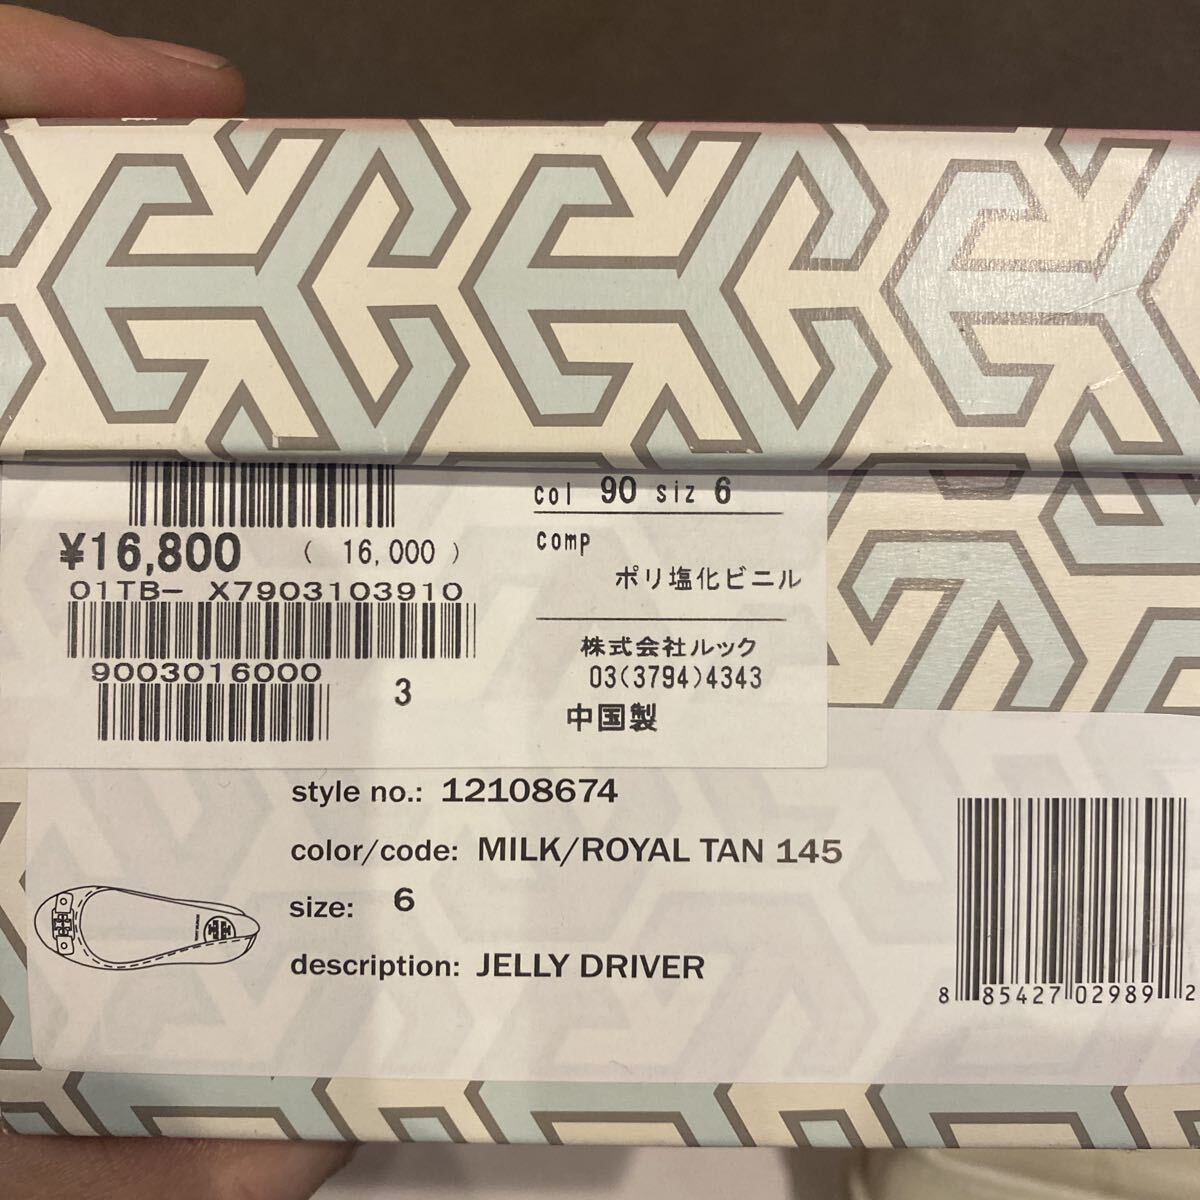 col 90 siz 6
¥16,800 ( 16,000 )
comp
ポリ塩化ビニル
01TB- X7903103910
株式会社ルック
9003016000
3
03(3794)4343
中国製
style no.: 12108674
color/code: MILK/ROYAL TAN 145
size: 6
description: JELLY DRIVER
8 85427 02989 2